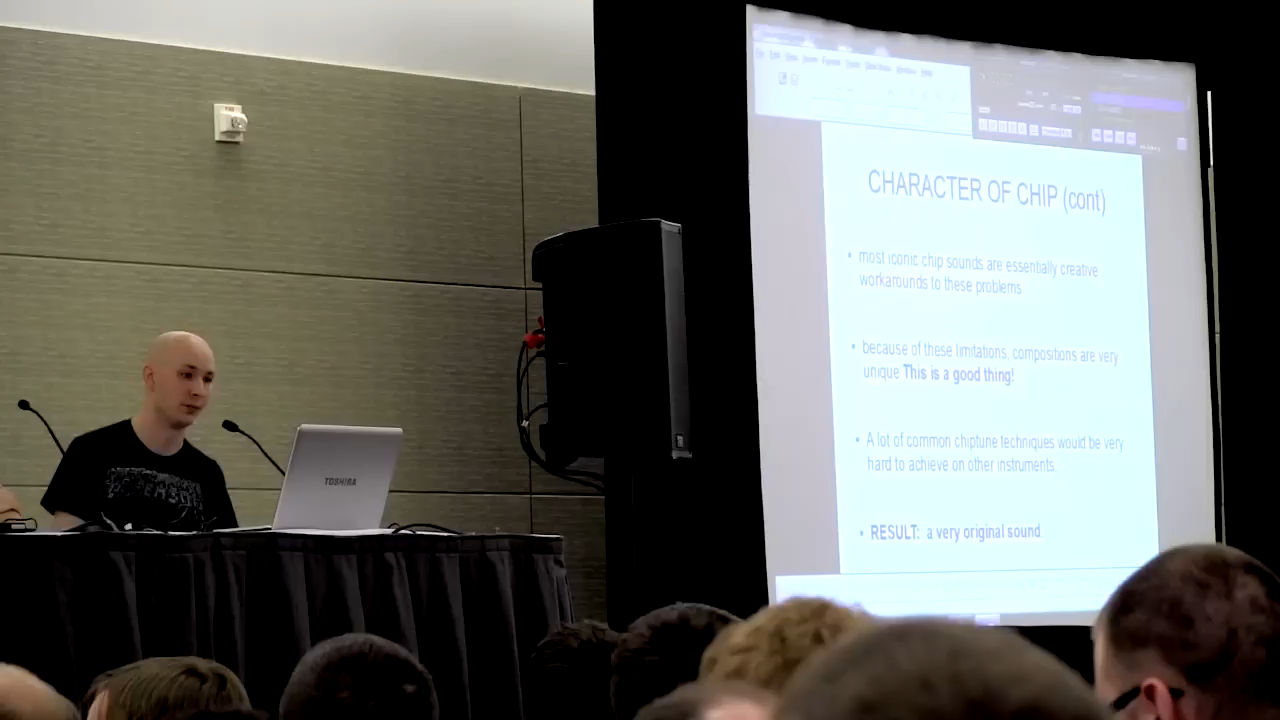 CHARACTER OF CHIP (cont)
• most iconic chip sounds are essentially creative
workarounds to these problems
• because of these limitations, compositions are very
unique This is a good thing!
• A lot of common chiptune techniques would be very
hard to achieve on other instruments.
• RESULT: a very original sound
TOSHIBA